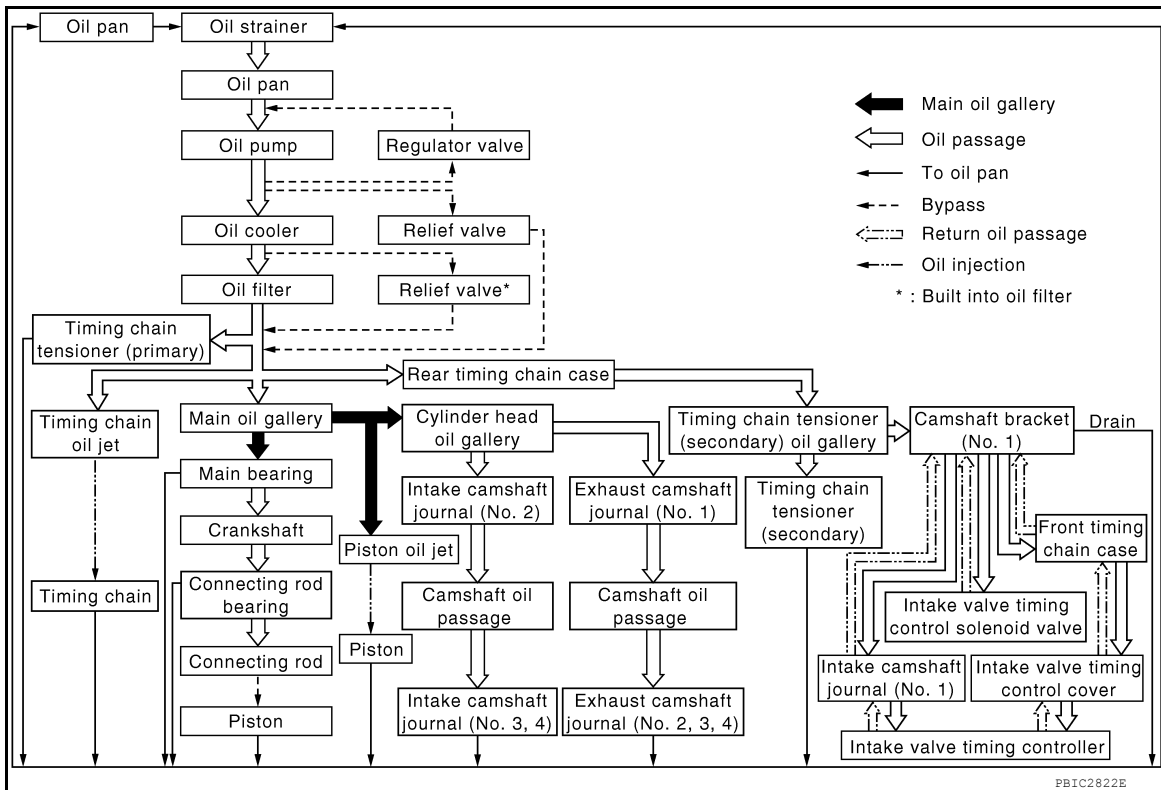 Oil pan
Oil strainer
Oil pan
Oil pump
Regulator valve
Oil cooler
Relief valve
Oil filter
Relief valve*
Main oil gallery
Oil passage
To oil pan
Bypass
Return oil passage
Oil injection
* : Built into oil filter
Timing chain
tensioner (primary)
Rear timing chain case
Timing chain
oil jet
Main oil gallery
Cylinder head
oil gallery
Timing chain tensioner
(secondary) oil gallery
Camshaft bracket
(No. 1)
Drain
Main bearing
Intake camshaft
journal (No. 2)
Exhaust camshaft
journal (No. 1)
Timing chain
tensioner
(secondary)
Crankshaft
Piston oil jet
Front timing
chain case
Timing chain
Connecting rod
bearing
Camshaft oil
passage
Camshaft oil
passage
Intake valve timing
control solenoid valve
Connecting rod
Piston
Intake camshaft
journal (No. 1)
Intake valve timing
control cover
Piston
Intake camshaft
journal (No. 3, 4)
Exhaust camshaft
journal (No. 2, 3, 4)
Intake valve timing controller
PBIC2822E